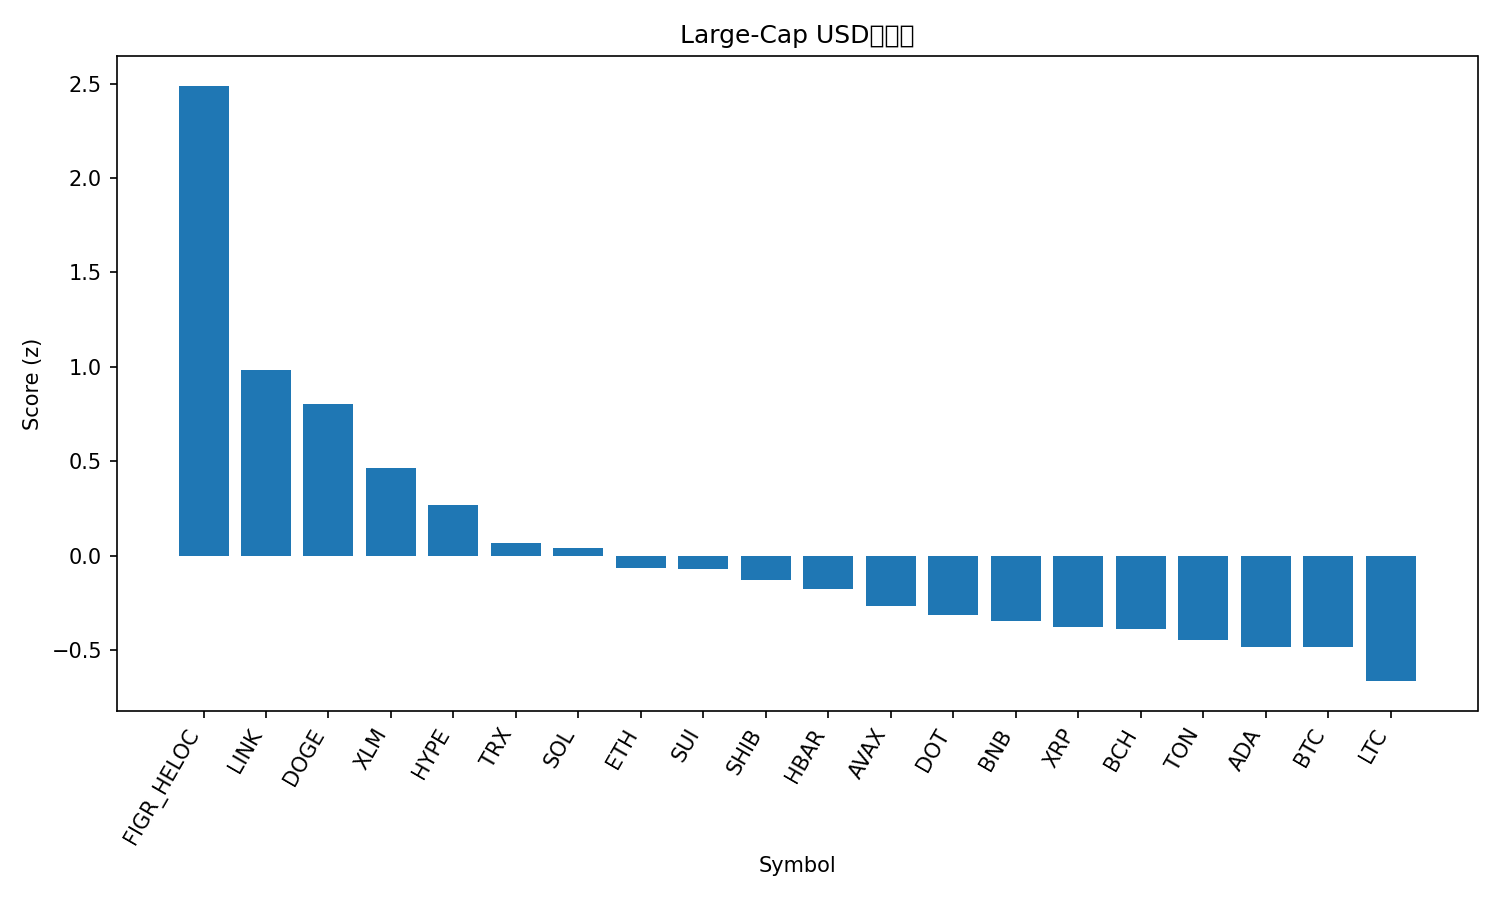 Large-Cap USD
2.5
2.0
1.5
1.0
0.5
0.0
−0.5
Score (z)
FIGR_HELOC
LINK
DOGE
XLM
HYPE
TRX
SOL
ETH
SUI
SHIB
HBAR
AVAX
DOT
BNB
XRP
BCH
TON
ADA
BTC
LTC
Symbol